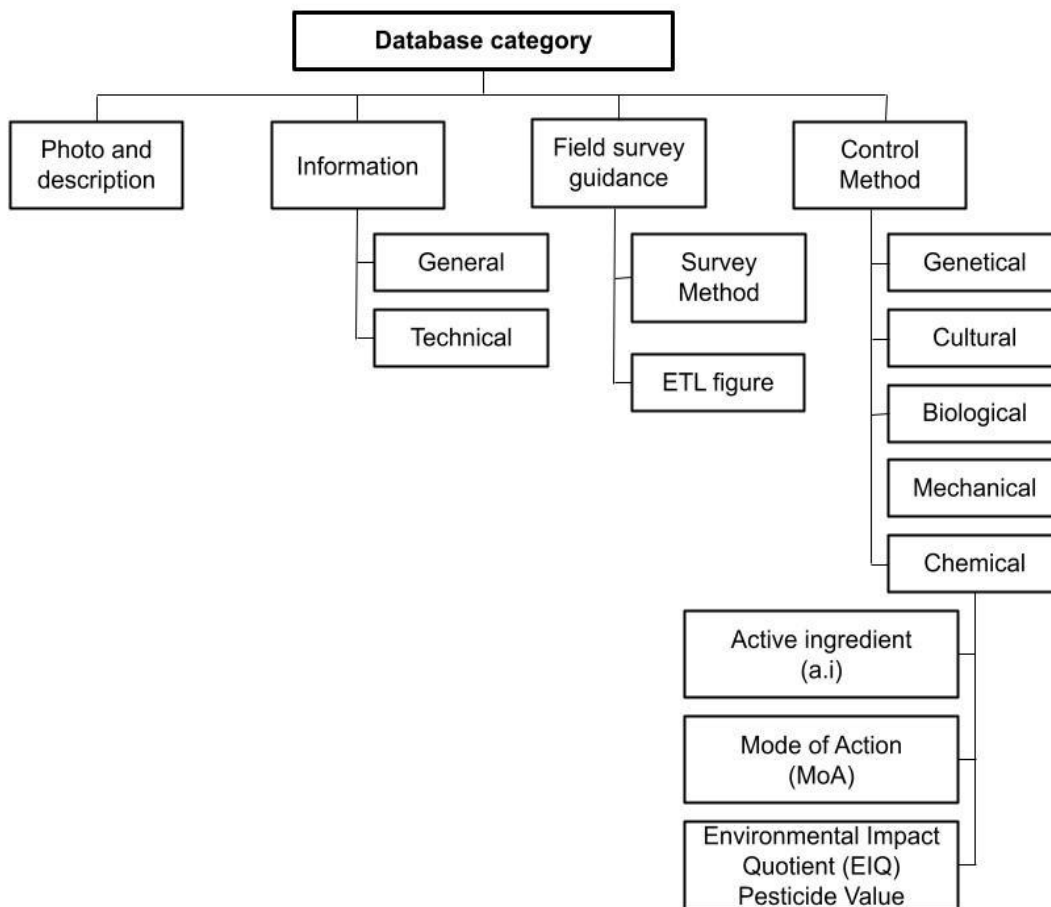 Database category
Photo and
description
Information
General
Technical
Field survey
guidance
Survey
Method
ETL figure
Control
Method
Genetical
Cultural
Biological
Mechanical
Chemical
Active ingredient
(a.i)
Mode of Action
(MoA)
Environmental Impact
Quotient (EIQ)
Pesticide Value